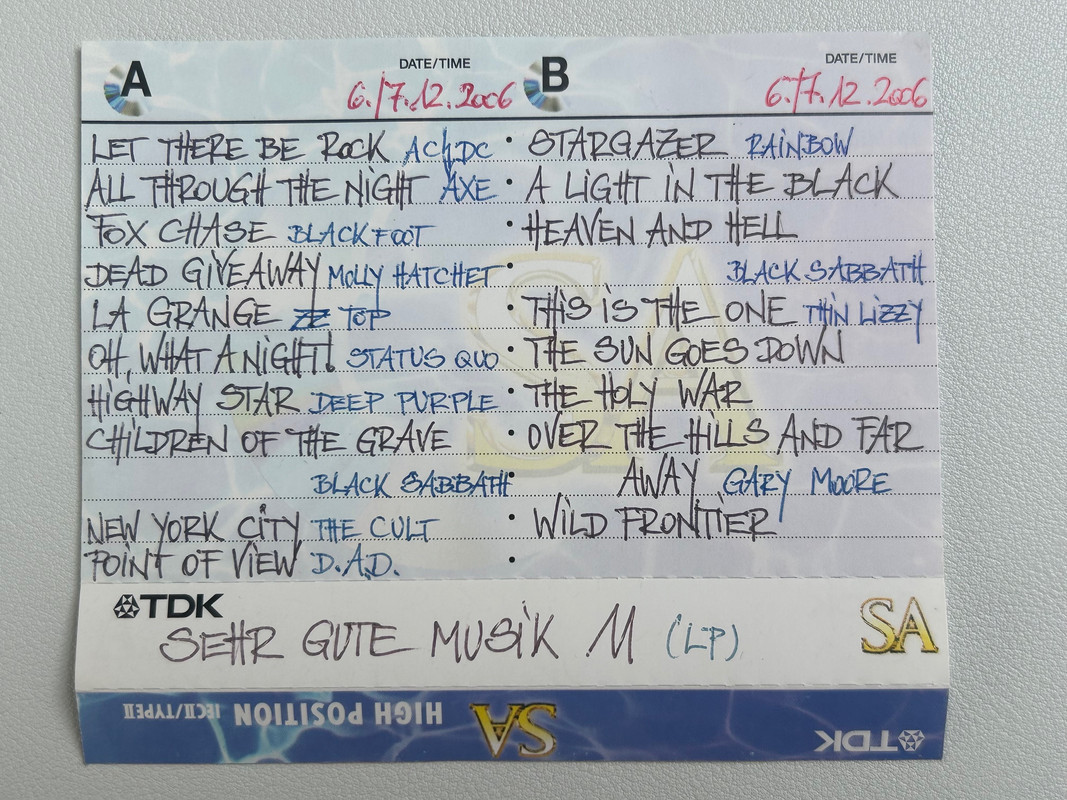 A DATE/TIME 6./7.12.2006
LET THERE BE ROCK AC/DC
ALL THROUGH THE NIGHT AXE
FOX CHASE BLACKFOOT
DEAD GIVEAWAY MOLLY HATCHET
LA GRANGE ZZ TOP
OH, WHAT A NIGHT! STATUS QUO
HIGHWAY STAR DEEP PURPLE
CHILDREN OF THE GRAVE
BLACK SABBATH
NEW YORK CITY THE CULT
POINT OF VIEW D.A.D.
B DATE/TIME 6./7.12.2006
STARGAZER RAINBOW
A LIGHT IN THE BLACK
HEAVEN AND HELL
BLACK SABBATH
THIS IS THE ONE THIN LIZZY
THE SUN GOES DOWN
THE HOLY WAR
OVER THE HILLS AND FAR
AWAY GARY MOORE
WILD FRONTIER
SA
TDK
SEHR GUTE MUSIK 11 (LP)
SA
TDK
SA HIGH POSITION IECII/TYPEII